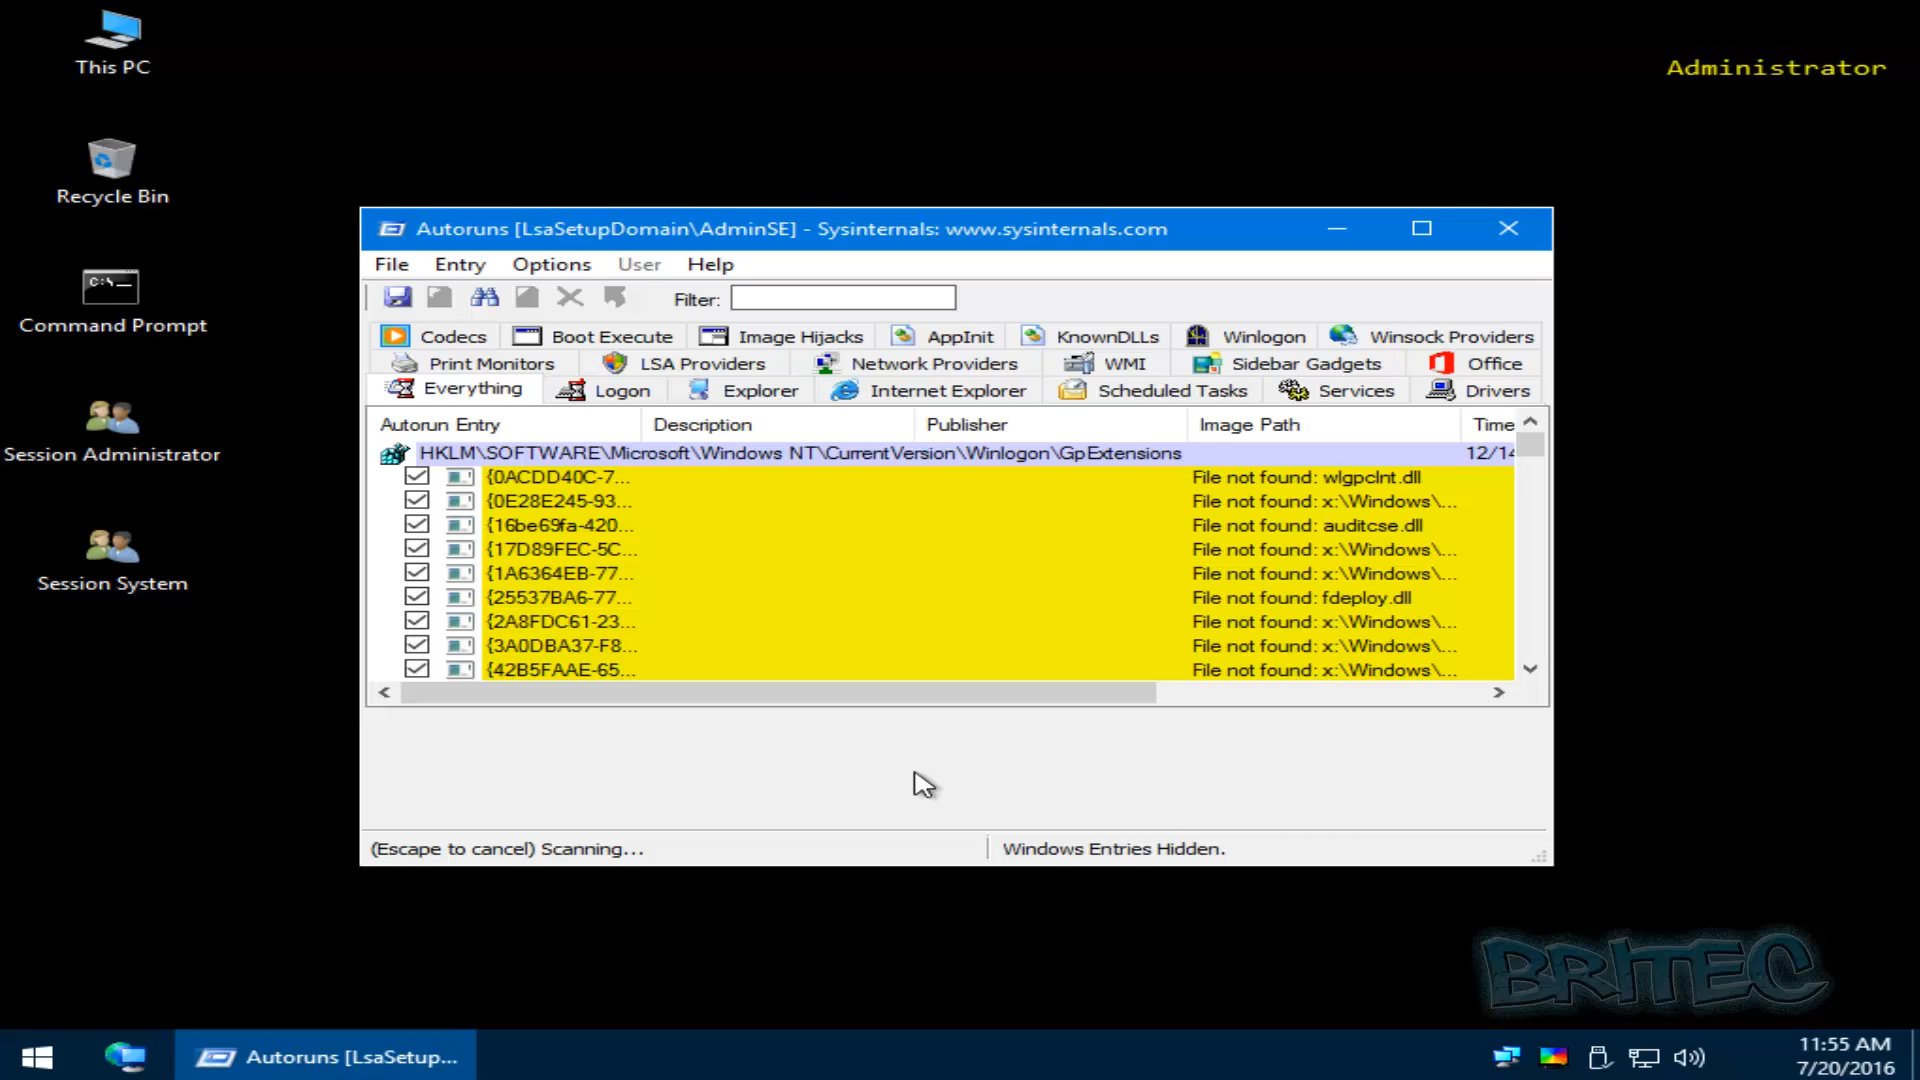 This PC
Administrator
Recycle Bin
C:\
Command Prompt
Session Administrator
Session System
Autoruns [LsaSetupDomain\AdminSE] - Sysinternals: www.sysinternals.com
File Entry Options User Help
Filter:
Codecs Boot Execute Image Hijacks AppInit KnownDLLs Winlogon Winsock Providers
Print Monitors LSA Providers Network Providers WMI Sidebar Gadgets Office
Everything Logon Explorer Internet Explorer Scheduled Tasks Services Drivers
Autorun Entry Description Publisher Image Path Time
HKLM\SOFTWARE\Microsoft\Windows NT\CurrentVersion\Winlogon\GpExtensions 12/14
{0ACDD40C-7... File not found: wlgpclnt.dll
{0E28E245-93... File not found: x:\Windows\...
{16be69fa-420... File not found: auditcse.dll
{17D89FEC-5C... File not found: x:\Windows\...
{1A6364EB-77... File not found: x:\Windows\...
{25537BA6-77... File not found: fdeploy.dll
{2A8FDC61-23... File not found: x:\Windows\...
{3A0DBA37-F8... File not found: x:\Windows\...
{42B5FAAE-65... File not found: x:\Windows\...
(Escape to cancel) Scanning... Windows Entries Hidden.
BRITEC
Autoruns [LsaSetup...
11:55 AM
7/20/2016